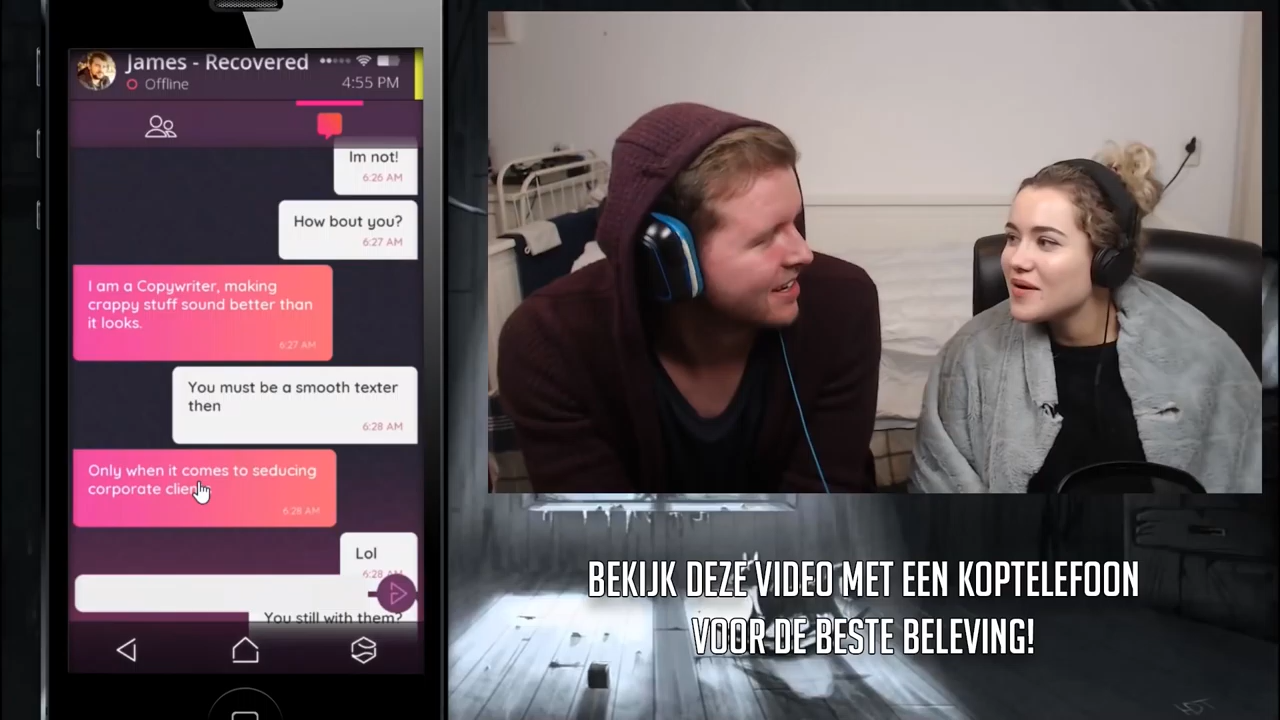 James - Recovered
Offline
4:55 PM
Im not!
6:26 AM
How bout you?
6:27 AM
I am a Copywriter, making
crappy stuff sound better than
it looks.
6:27 AM
You must be a smooth texter
then
6:28 AM
Only when it comes to seducing
corporate
6:28 AM
Lol
6:28 AM
You still with them?
BEKIJK DEZE VIDEO MET EEN KOPTELEFOON
VOOR DE BESTE BELEVING!